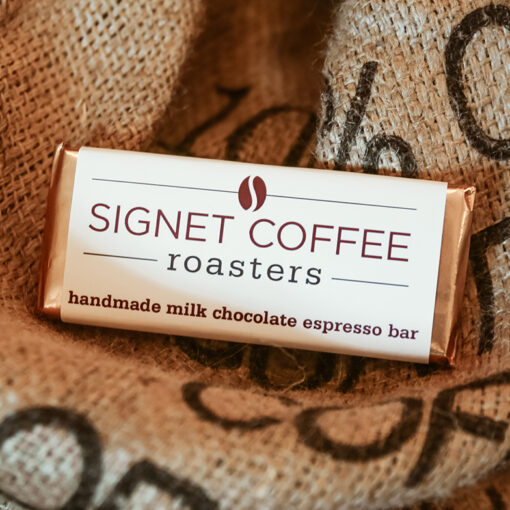 SIGNET COFFEE
roasters
handmade milk chocolate espresso bar